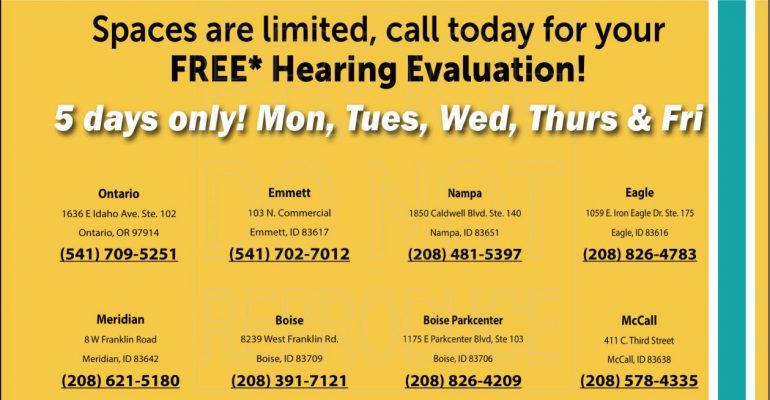 Spaces are limited, call today for your
FREE* Hearing Evaluation!
5 days only! Mon, Tues, Wed, Thurs & Fri
Ontario
1636 E Idaho Ave. Ste. 102
Ontario, OR 97914
(541) 709-5251
Emmett
103 N. Commercial
Emmett, ID 83617
(541) 702-7012
Nampa
1850 Caldwell Blvd. Ste. 140
Nampa, ID 83651
(208) 481-5397
Eagle
1059 E. Iron Eagle Dr. Ste. 175
Eagle, ID 83616
(208) 826-4783
Meridian
8 W Franklin Road
Meridian, ID 83642
(208) 621-5180
Boise
8239 West Franklin Rd.
Boise, ID 83709
(208) 391-7121
Boise Parkcenter
1175 E Parkcenter Blvd, Ste 103
Boise, ID 83706
(208) 826-4209
McCall
411 C. Third Street
McCall, ID 83638
(208) 578-4335
DO NOT
REPRODUCE